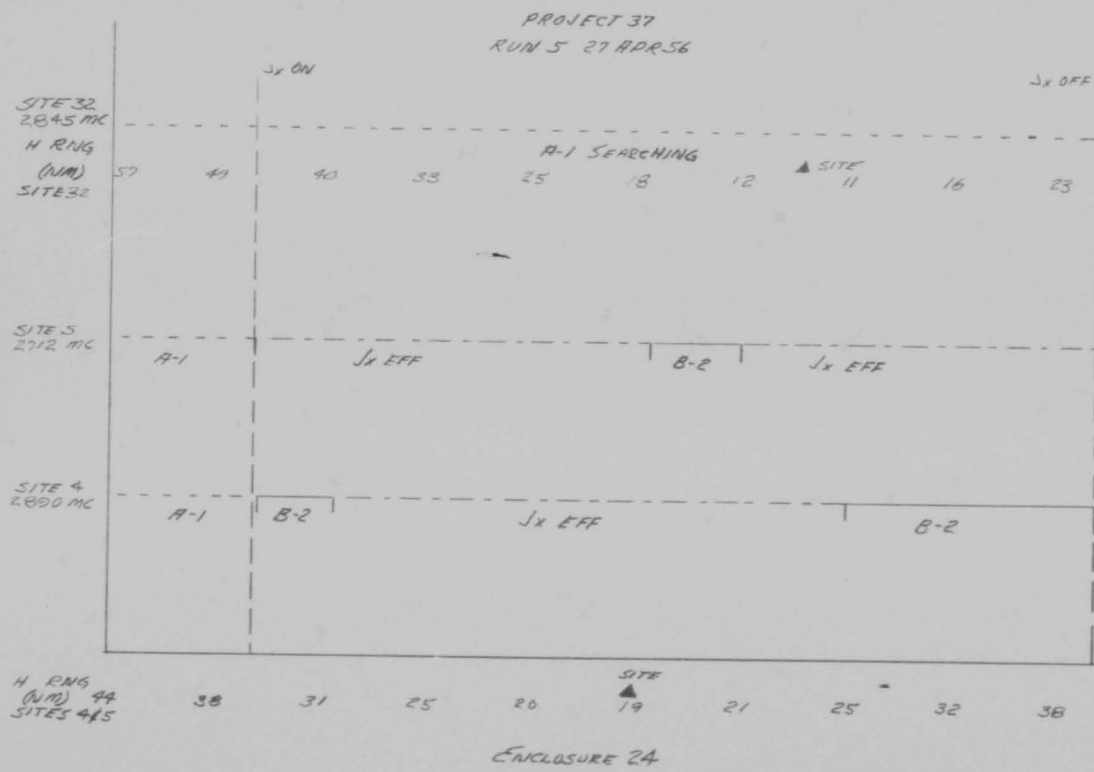 PROJECT 37
RUN 5 27 APR 56
Jx ON
Jx OFF
SITE 32
2845 MC
A-1 SEARCHING
H RNG
(NM)
SITE 32
57 49 40 33 25 18 12 ▲ SITE 11 16 23
SITE 5
2712 MC
A-1 Jx EFF B-2 Jx EFF
SITE 4
2890 MC
A-1 B-2 Jx EFF B-2
SITE
▲
H RNG
(NM) 44 38 31 25 20 19 21 25 32 38
SITES 4&5
ENCLOSURE 24